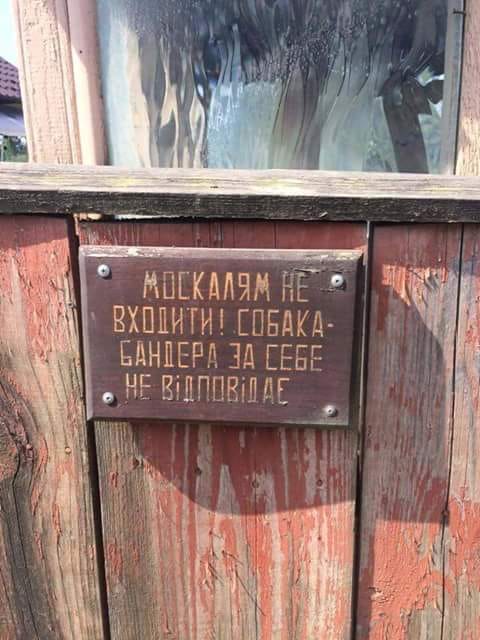 МОСКАЛЯМ НЕ
ВХОДИТИ! СОБАКА-
БАНДЕРА ЗА СЕБЕ
НЕ ВІДПОВІДАЄ